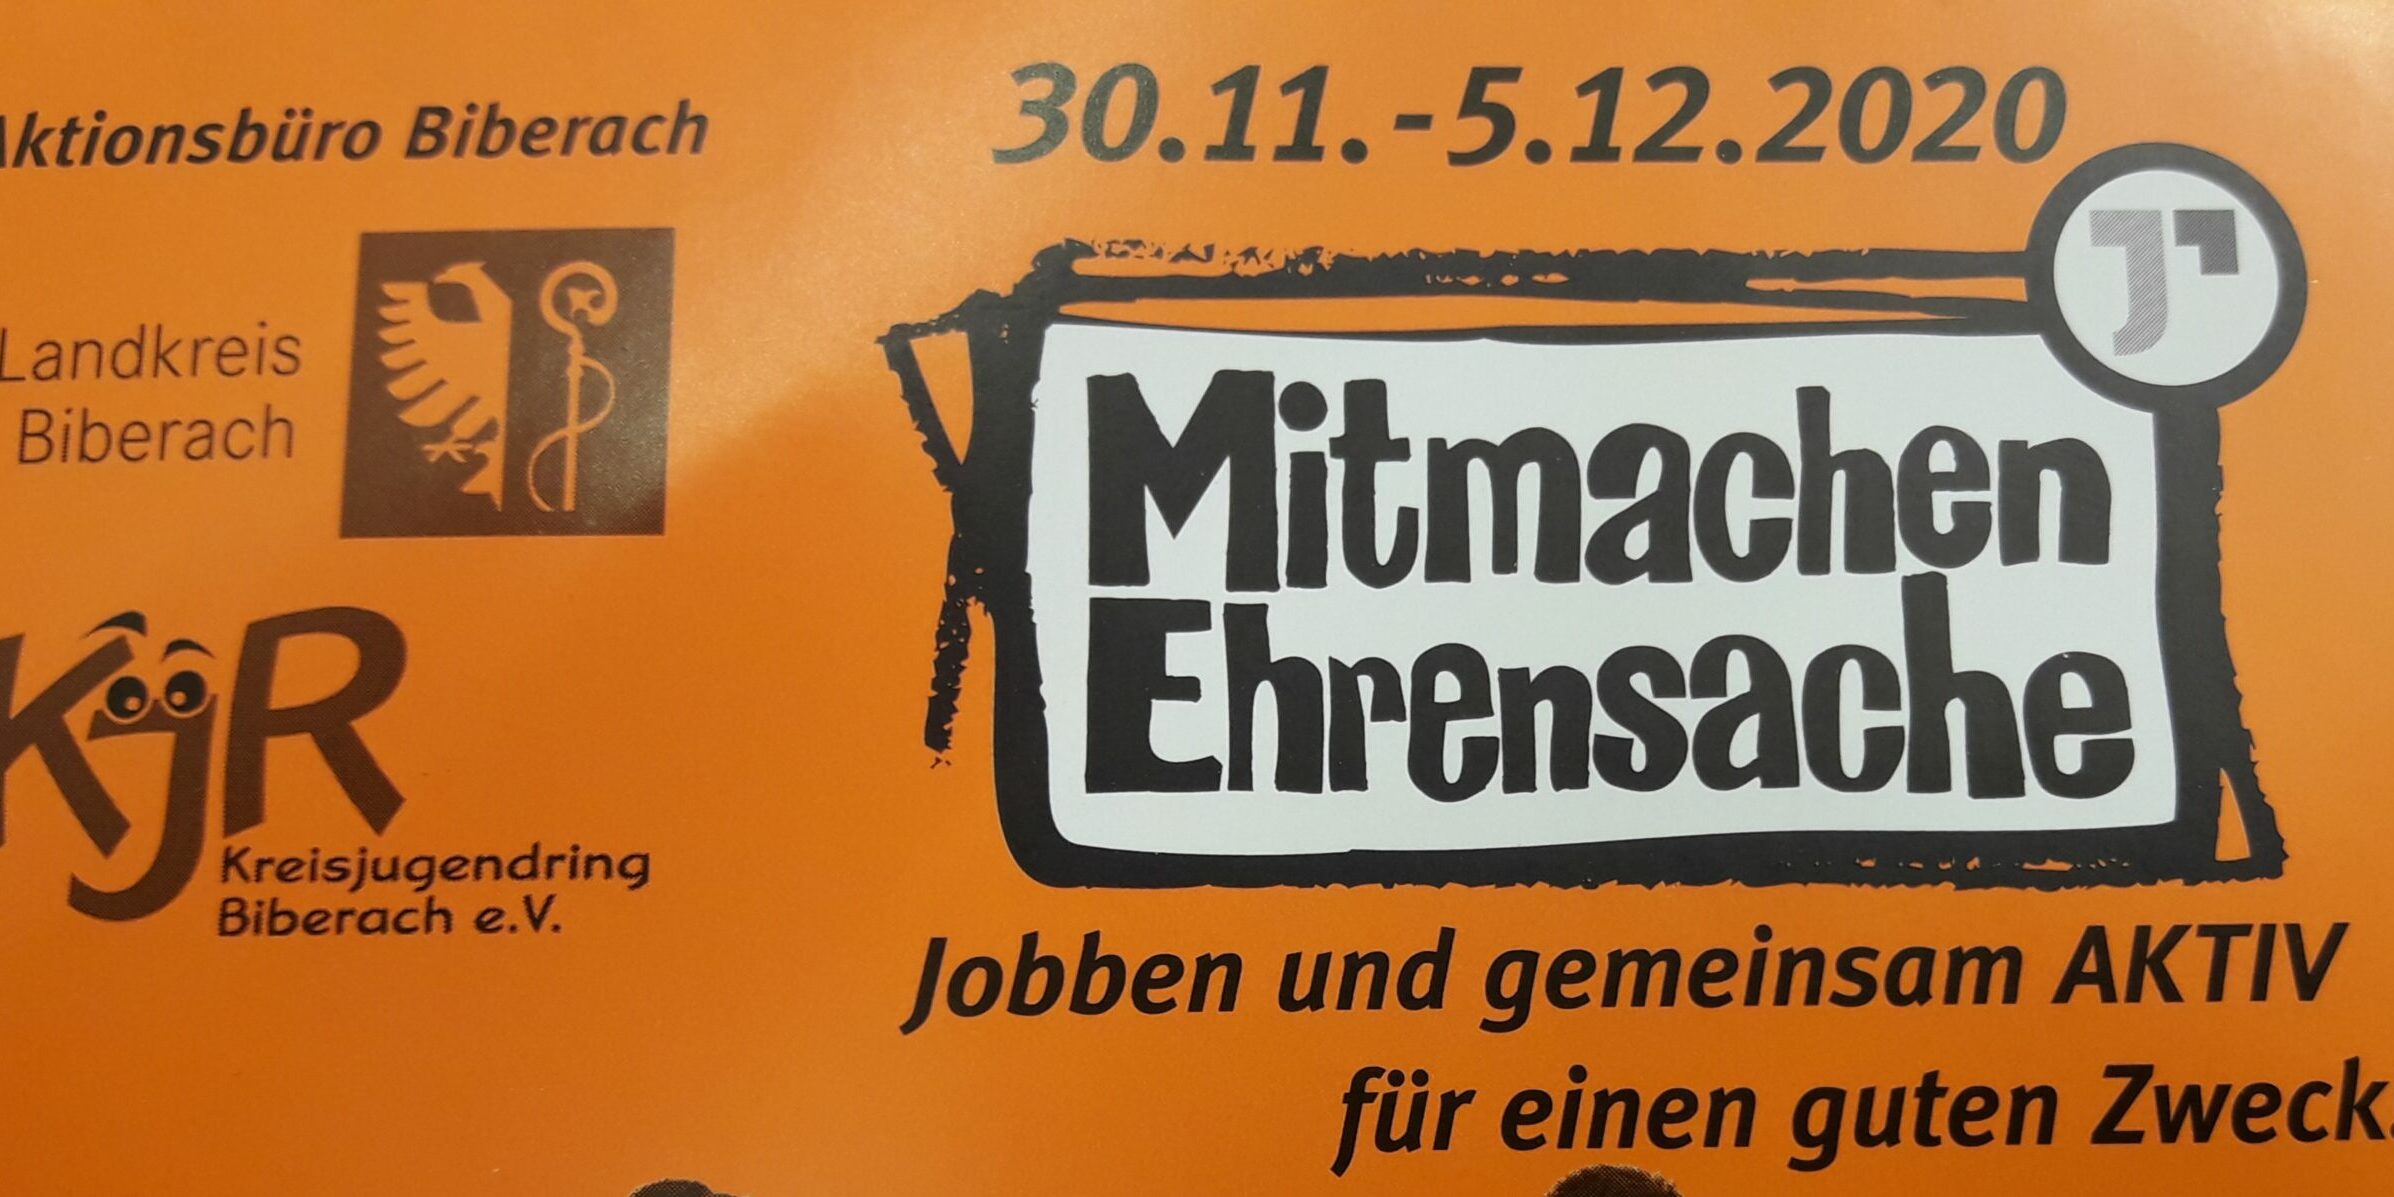 Aktionsbüro Biberach
Landkreis
Biberach
KjR
Kreisjugendring
Biberach e.V.
30.11.-5.12.2020
Mitmachen
Ehrensache
Jobben und gemeinsam AKTIV
für einen guten Zweck.